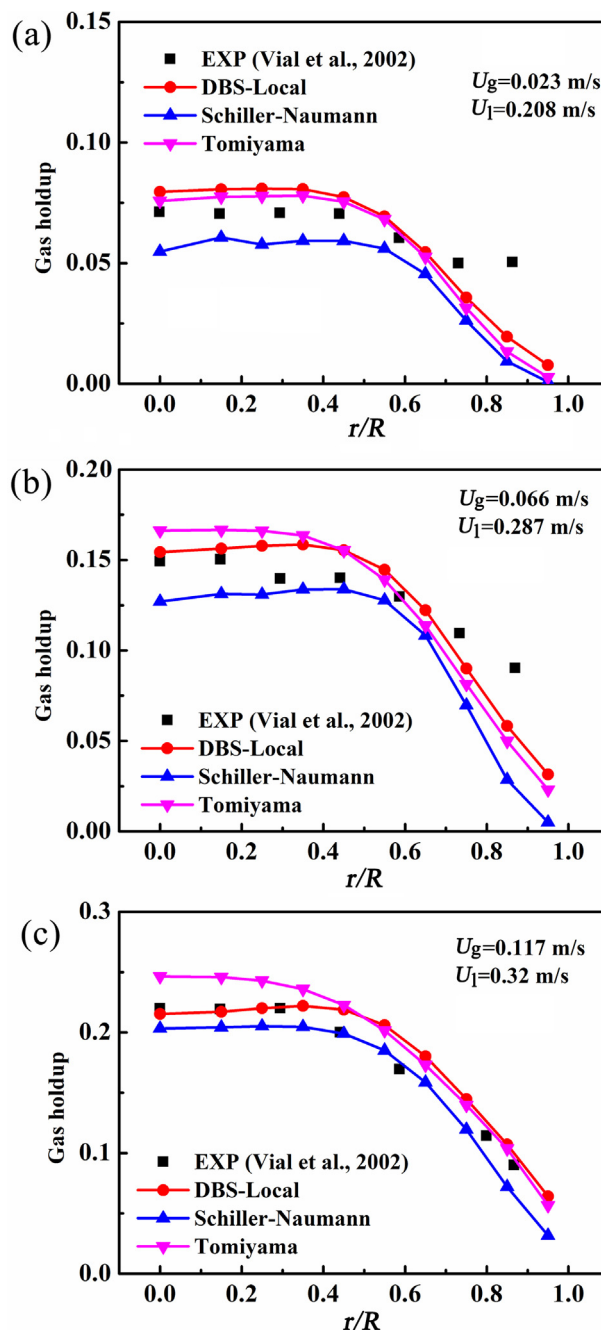 (a)
0.15
EXP (Vial et al., 2002)
DBS-Local
Schiller-Naumann
Tomiyama
Ug=0.023 m/s
Ul=0.208 m/s
0.10
0.05
0.00
Gas holdup
0.0 0.2 0.4 0.6 0.8 1.0
r/R
(b)
0.20
Ug=0.066 m/s
Ul=0.287 m/s
0.15
0.10
0.05
0.00
Gas holdup
EXP (Vial et al., 2002)
DBS-Local
Schiller-Naumann
Tomiyama
0.0 0.2 0.4 0.6 0.8 1.0
r/R
(c)
0.3
Ug=0.117 m/s
Ul=0.32 m/s
0.2
0.1
0.0
Gas holdup
EXP (Vial et al., 2002)
DBS-Local
Schiller-Naumann
Tomiyama
0.0 0.2 0.4 0.6 0.8 1.0
r/R